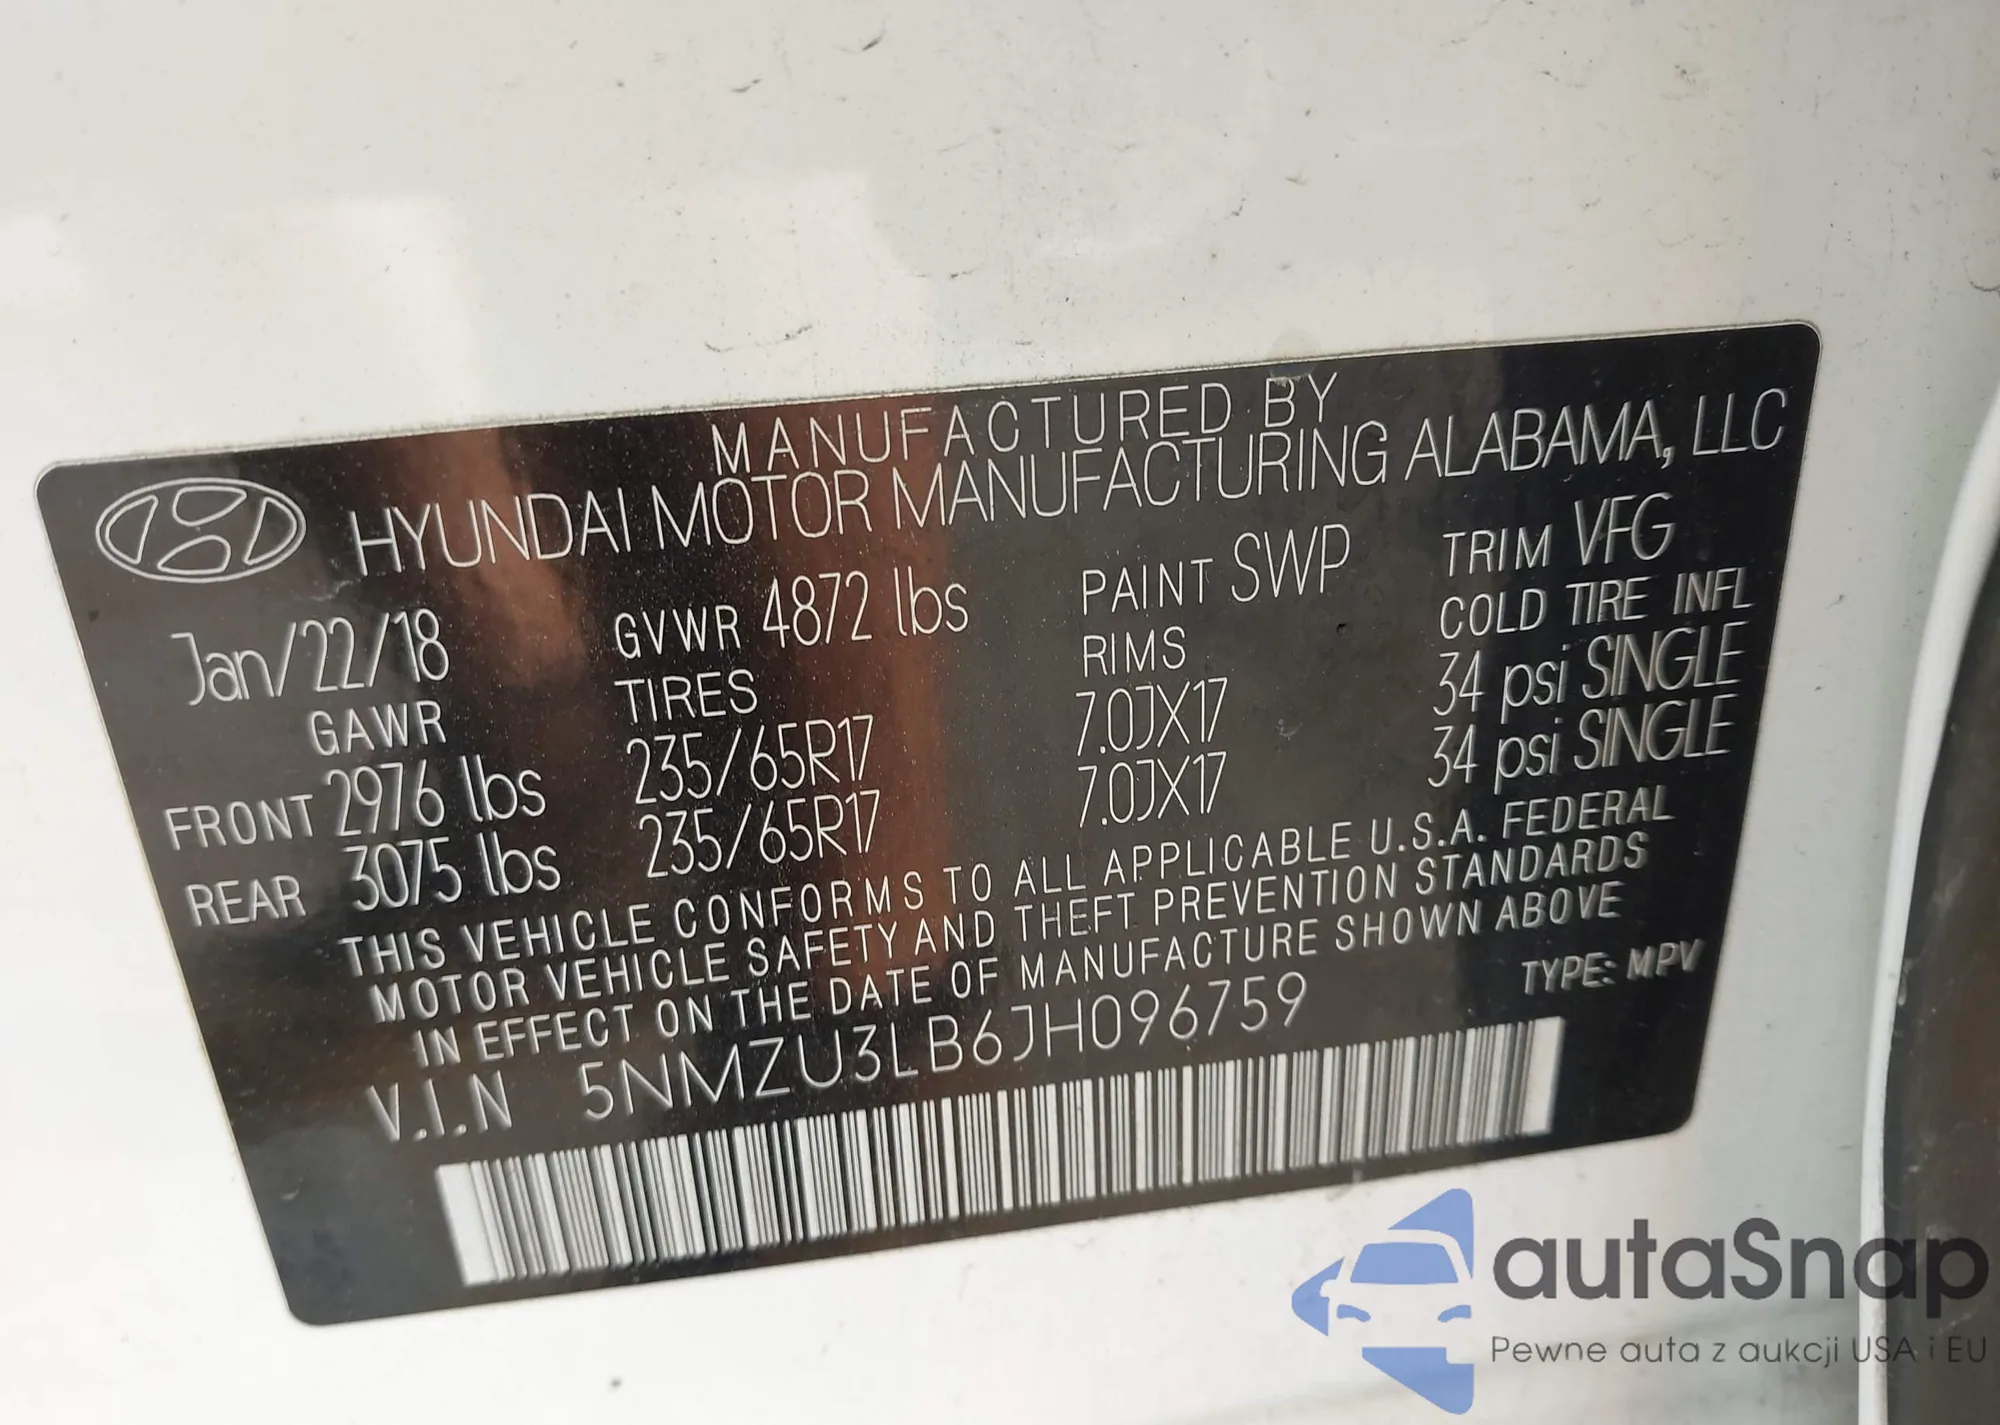 MANUFACTURED BY
HYUNDAI MOTOR MANUFACTURING ALABAMA, LLC
Jan/22/18 GVWR 4872 lbs PAINT SWP TRIM VFG
GAWR TIRES RIMS COLD TIRE INFL
FRONT 2976 lbs 235/65R17 7.0JX17 34 psi SINGLE
REAR 3075 lbs 235/65R17 7.0JX17 34 psi SINGLE
THIS VEHICLE CONFORMS TO ALL APPLICABLE U.S.A. FEDERAL
MOTOR VEHICLE SAFETY AND THEFT PREVENTION STANDARDS
IN EFFECT ON THE DATE OF MANUFACTURE SHOWN ABOVE
V.I.N 5NMZU3LB6JH096759 TYPE: MPV
autaSnap
Pewne auta z aukcji USA i EU